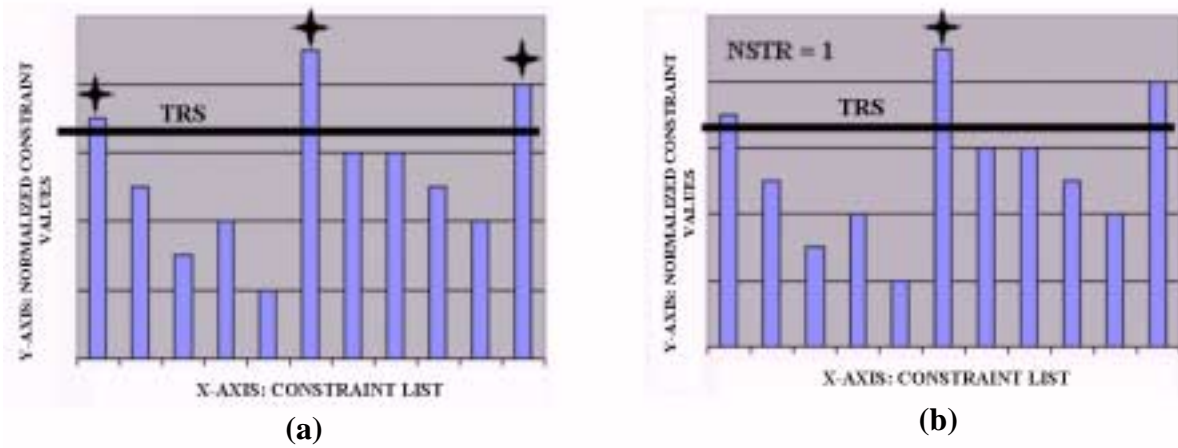 Y-AXIS: NORMALIZED CONSTRAINT
VALUES
TRS
X-AXIS: CONSTRAINT LIST
(a)
Y-AXIS: NORMALIZED CONSTRAINT
VALUES
NSTR = 1
TRS
X-AXIS: CONSTRAINT LIST
(b)